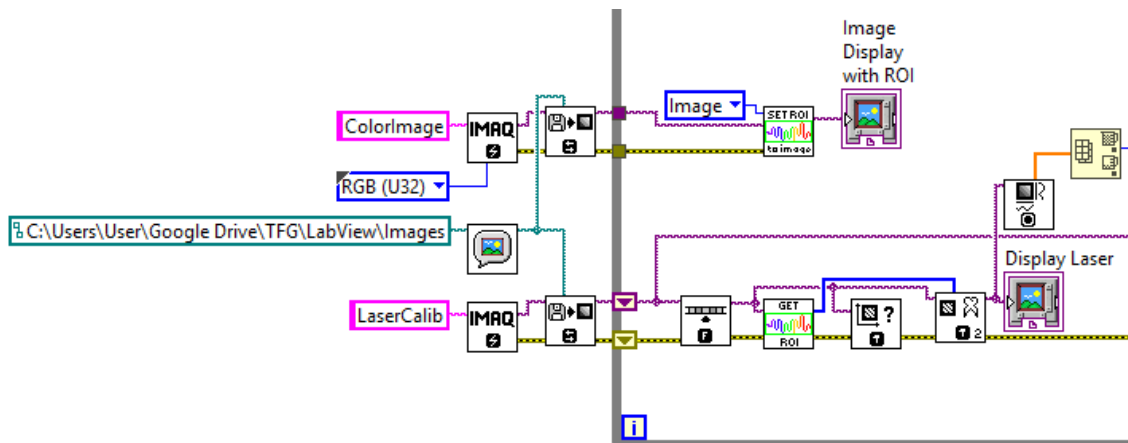 Image
Display
with ROI
ColorImage
IMAQ
Image
SET ROI
to image
RGB (U32)
C:\Users\User\Google Drive\TFG\LabView\Images
R
Display Laser
LaserCalib
IMAQ
F
GET
ROI
?
T
T 2
i